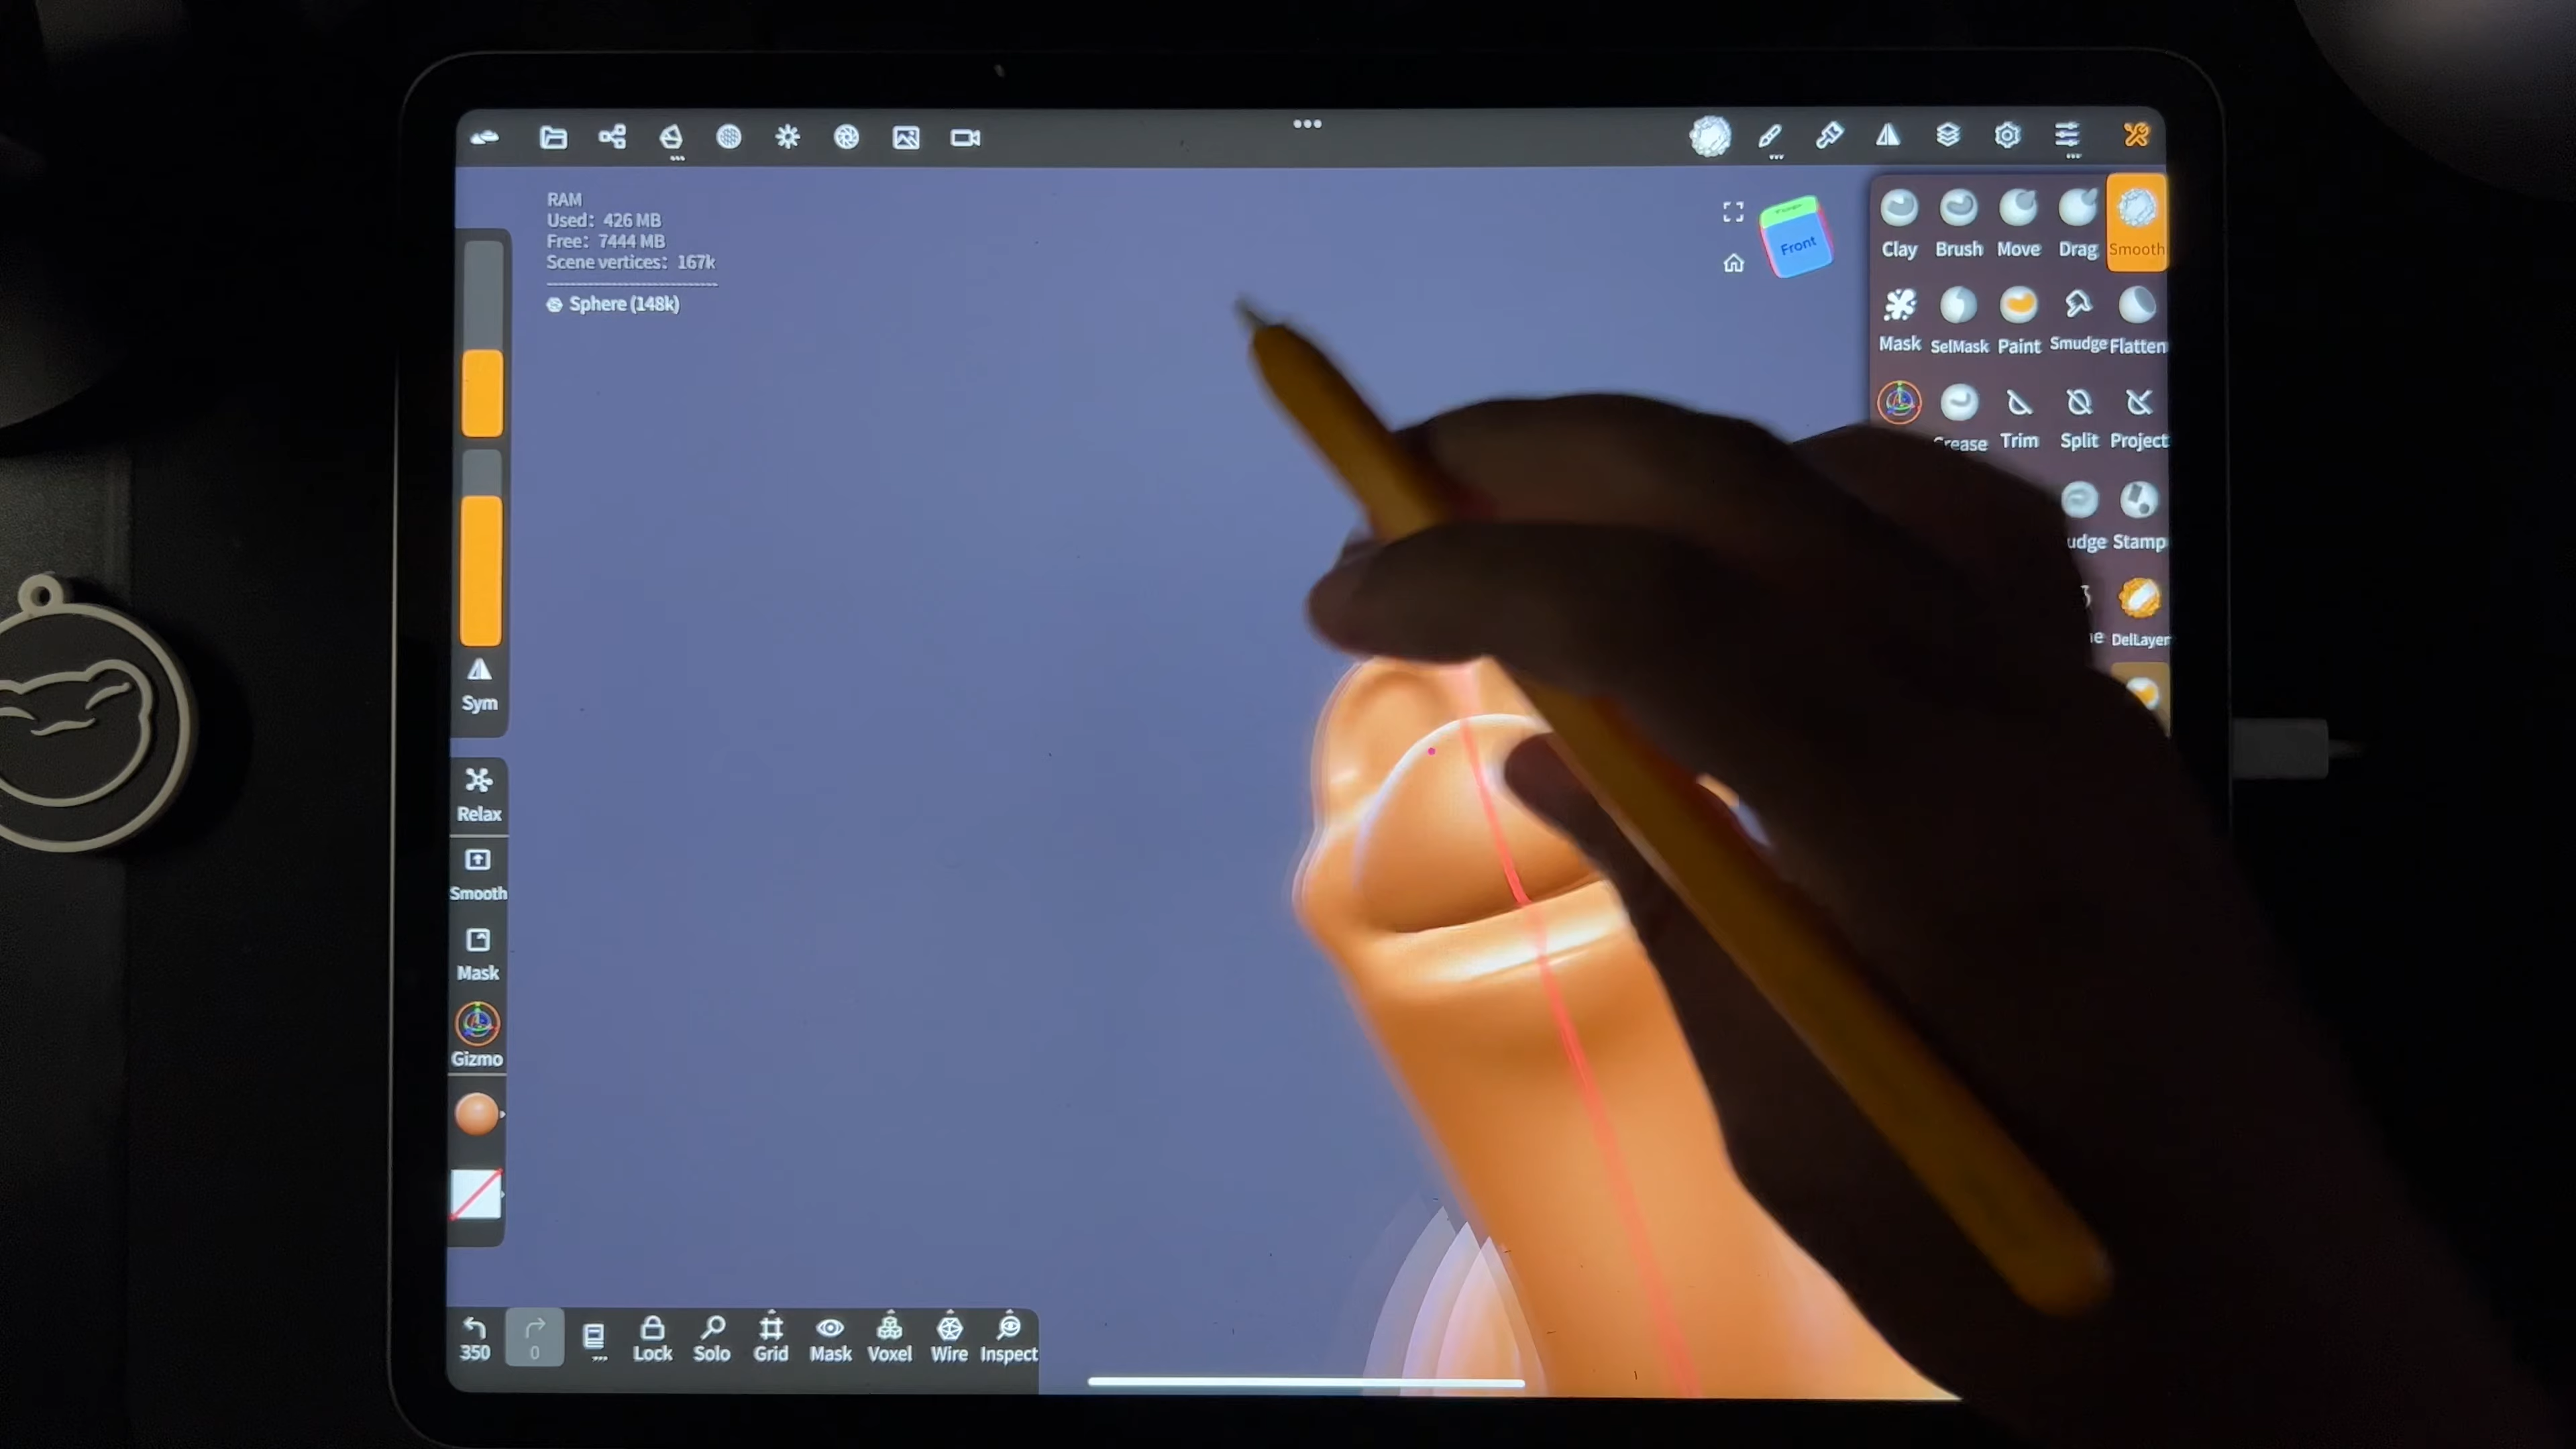 RAM
Used: 426 MB
Free: 7444 MB
Scene vertices: 167k
Sphere (148k)
Front
Clay Brush Move Drag Smooth
Mask SelMask Paint Smudge Flatten
Trim Split Project
Stamp
DelLayer
Sym
Relax
Smooth
Mask
Gizmo
350 0 Lock Solo Grid Mask Voxel Wire Inspect